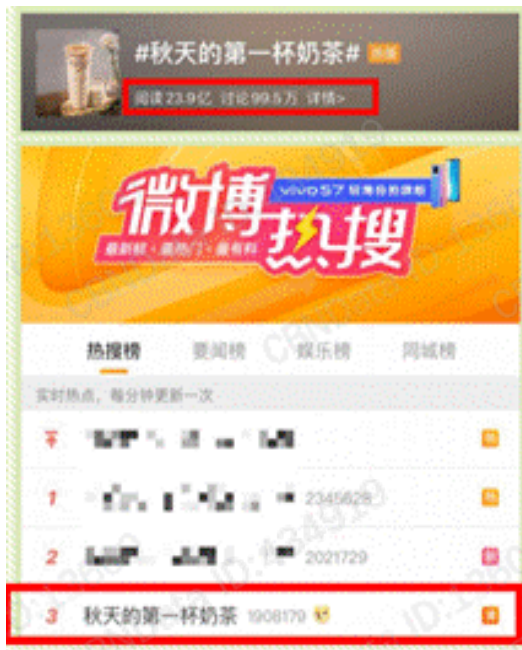 #秋天的第一杯奶茶#
阅读23.9亿 讨论99.5万 详情>
vivo S7
微博热搜
最新鲜·最热门·最有料
热搜榜 要闻榜 娱乐榜 同城榜
实时热点，每分钟更新一次
1 2345628
2 2021729
3 秋天的第一杯奶茶 1908179